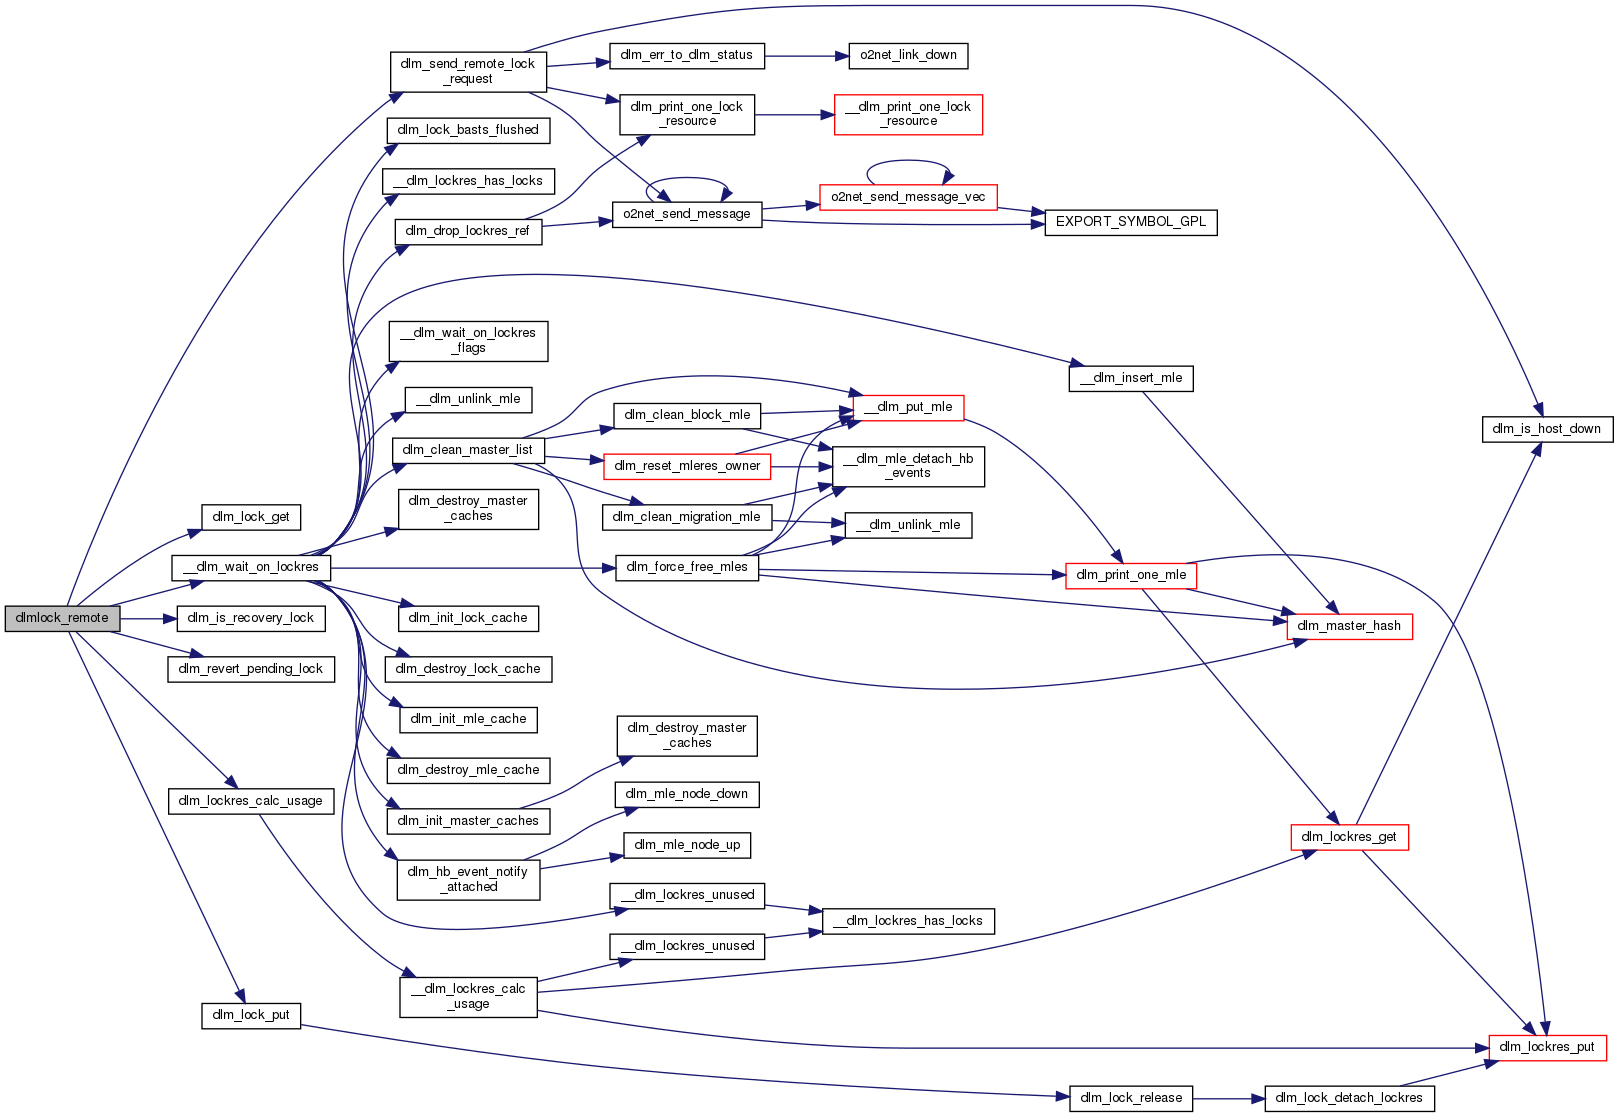 dlm_send_remote_lock
_request
dlm_err_to_dlm_status
o2net_link_down
dlm_print_one_lock
_resource
__dlm_print_one_lock
_resource
dlm_lock_basts_flushed
__dlm_lockres_has_locks
o2net_send_message
o2net_send_message_vec
EXPORT_SYMBOL_GPL
dlm_drop_lockres_ref
__dlm_wait_on_lockres
_flags
__dlm_insert_mle
__dlm_unlink_mle
dlm_clean_block_mle
__dlm_put_mle
dlm_is_host_down
dlm_clean_master_list
dlm_reset_mleres_owner
__dlm_mle_detach_hb
_events
dlm_lock_get
dlm_destroy_master
_caches
dlm_clean_migration_mle
__dlm_unlink_mle
__dlm_wait_on_lockres
dlm_force_free_mles
dlm_print_one_mle
dlmlock_remote
dlm_is_recovery_lock
dlm_init_lock_cache
dlm_master_hash
dlm_revert_pending_lock
dlm_destroy_lock_cache
dlm_init_mle_cache
dlm_destroy_master
_caches
dlm_destroy_mle_cache
dlm_mle_node_down
dlm_lockres_calc_usage
dlm_init_master_caches
dlm_mle_node_up
dlm_lockres_get
dlm_hb_event_notify
_attached
__dlm_lockres_unused
__dlm_lockres_has_locks
__dlm_lockres_unused
__dlm_lockres_calc
_usage
dlm_lock_put
dlm_lockres_put
dlm_lock_release
dlm_lock_detach_lockres